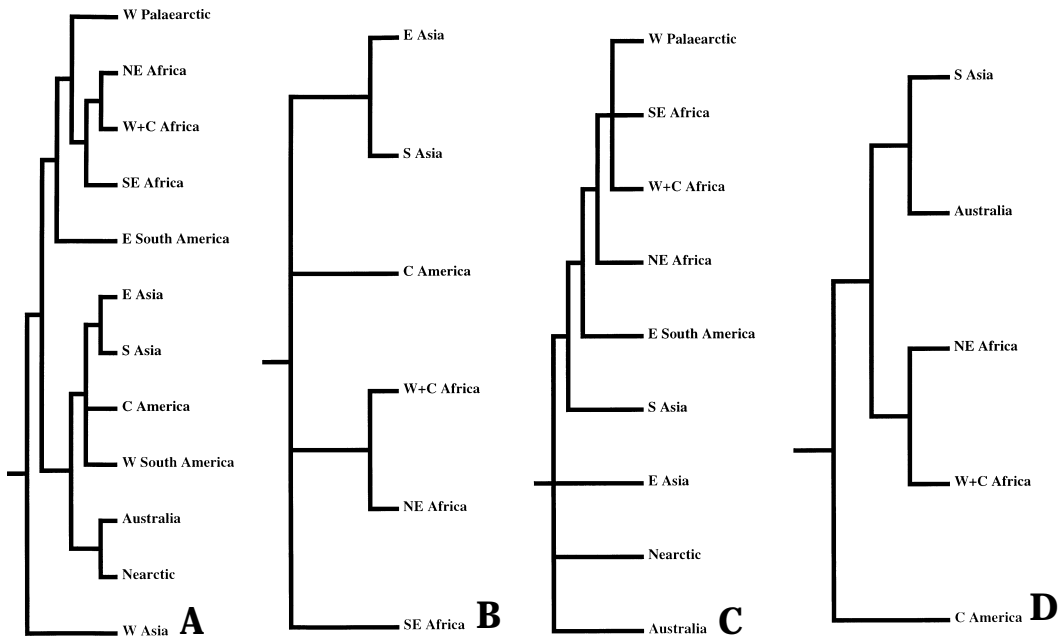 W Palaearctic
NE Africa
W+C Africa
SE Africa
E South America
E Asia
S Asia
C America
W South America
Australia
Nearctic
W Asia
A
E Asia
S Asia
C America
W+C Africa
NE Africa
SE Africa
B
W Palaearctic
SE Africa
W+C Africa
NE Africa
E South America
S Asia
E Asia
Nearctic
Australia
C
S Asia
Australia
NE Africa
W+C Africa
C America
D